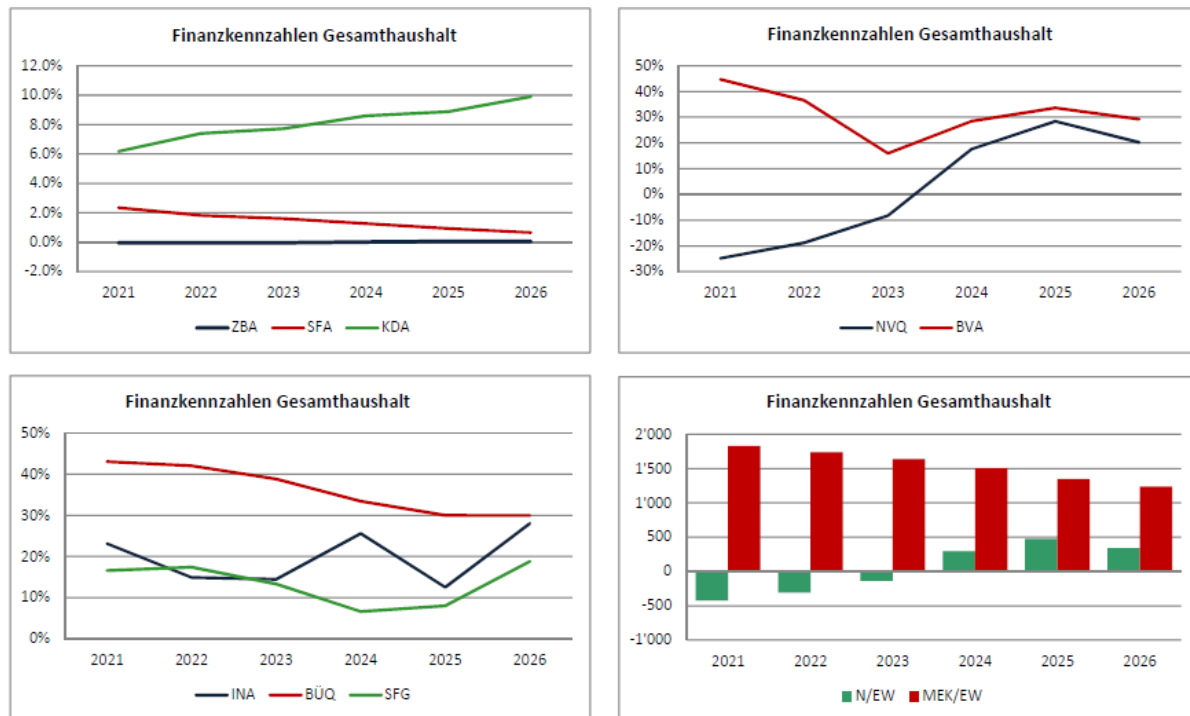 Finanzkennzahlen Gesamthaushalt
12.0%
10.0%
8.0%
6.0%
4.0%
2.0%
0.0%
-2.0%
2021 2022 2023 2024 2025 2026
ZBA SFA KDA
Finanzkennzahlen Gesamthaushalt
50%
40%
30%
20%
10%
0%
-10%
-20%
-30%
2021 2022 2023 2024 2025 2026
NVQ BVA
Finanzkennzahlen Gesamthaushalt
50%
40%
30%
20%
10%
0%
2021 2022 2023 2024 2025 2026
INA BÜQ SFG
Finanzkennzahlen Gesamthaushalt
2'000
1'500
1'000
500
0
-500
-1'000
2021 2022 2023 2024 2025 2026
N/EW MEK/EW